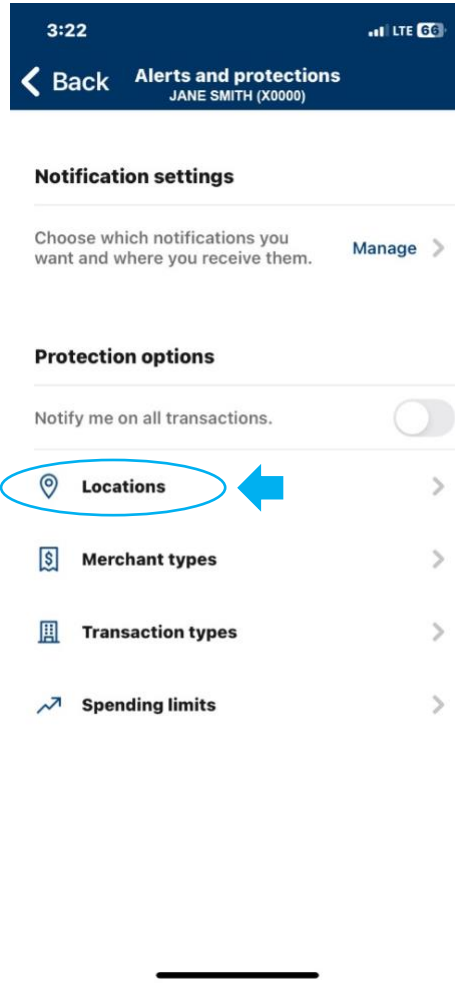 3:22
LTE 66
Back
Alerts and protections
JANE SMITH (X0000)
Notification settings
Choose which notifications you
want and where you receive them.
Manage
Protection options
Notify me on all transactions.
Locations
Merchant types
Transaction types
Spending limits